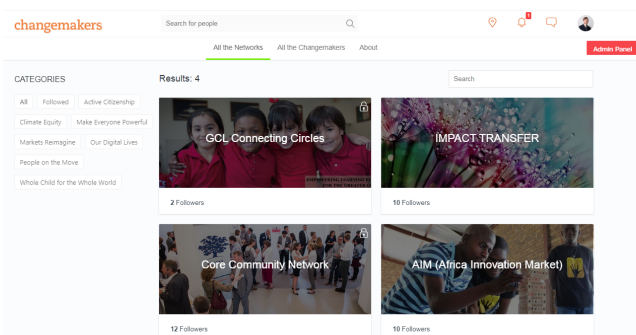 changemakers
Search for people
1
All the Networks
All the Changemakers
About
Admin Panel
CATEGORIES
All
Followed
Active Citizenship
Climate Equity
Make Everyone Powerful
Markets Reimagine
Our Digital Lives
People on the Move
Whole Child for the Whole World
Results: 4
Search
GCL Connecting Circles
2 Followers
IMPACT TRANSFER
10 Followers
Core Community Network
12 Followers
AIM (Africa Innovation Market)
10 Followers